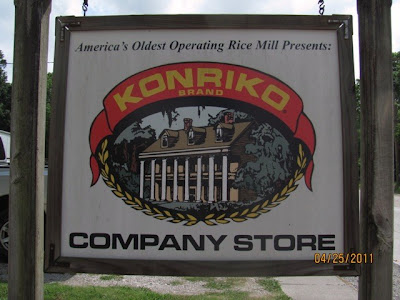 America's Oldest Operating Rice Mill Presents:
KONRIKO
BRAND
COMPANY STORE
04/25/2011